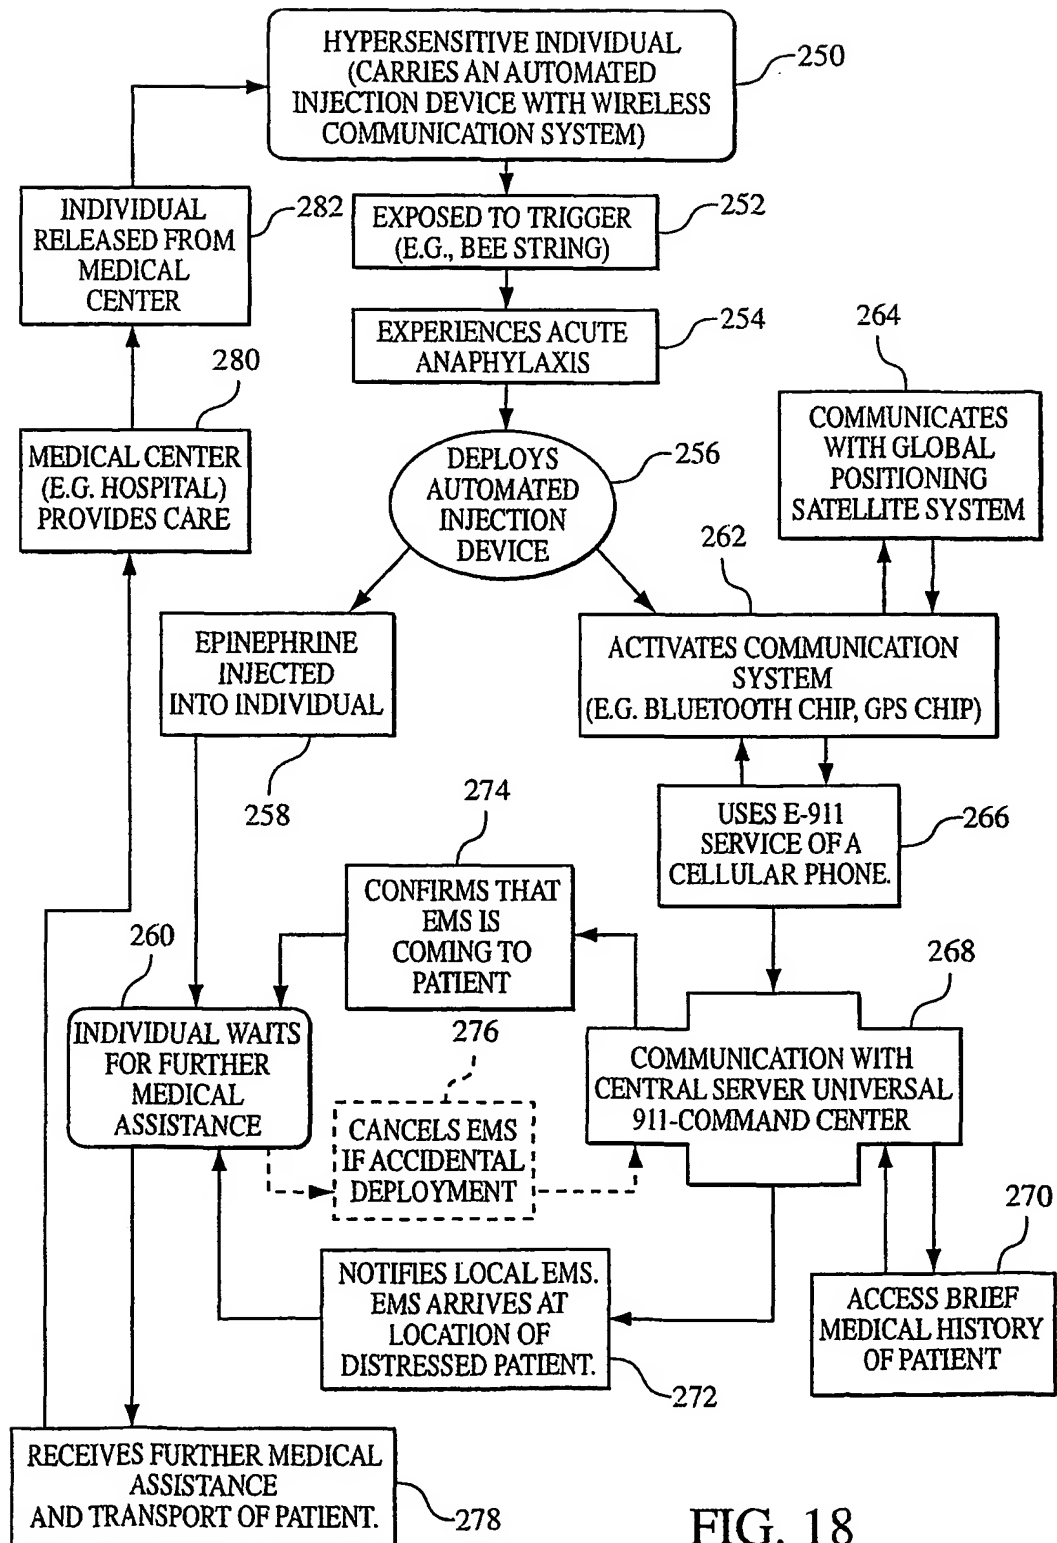 HYPERSENSITIVE INDIVIDUAL
(CARRIES AN AUTOMATED
INJECTION DEVICE WITH WIRELESS
COMMUNICATION SYSTEM)
250
INDIVIDUAL
RELEASED FROM
MEDICAL
CENTER
282
EXPOSED TO TRIGGER
(E.G., BEE STRING)
252
EXPERIENCES ACUTE
ANAPHYLAXIS
254
264
COMMUNICATES
WITH GLOBAL
POSITIONING
SATELLITE SYSTEM
280
MEDICAL CENTER
(E.G. HOSPITAL)
PROVIDES CARE
DEPLOYS
AUTOMATED
INJECTION
DEVICE
256
262
EPINEPHRINE
INJECTED
INTO INDIVIDUAL
258
ACTIVATES COMMUNICATION
SYSTEM
(E.G. BLUETOOTH CHIP, GPS CHIP)
274
USES E-911
SERVICE OF A
CELLULAR PHONE.
266
CONFIRMS THAT
EMS IS
COMING TO
PATIENT
260
268
INDIVIDUAL WAITS
FOR FURTHER
MEDICAL
ASSISTANCE
276
CANCELS EMS
IF ACCIDENTAL
DEPLOYMENT
COMMUNICATION WITH
CENTRAL SERVER UNIVERSAL
911-COMMAND CENTER
270
NOTIFIES LOCAL EMS.
EMS ARRIVES AT
LOCATION OF
DISTRESSED PATIENT.
272
ACCESS BRIEF
MEDICAL HISTORY
OF PATIENT
RECEIVES FURTHER MEDICAL
ASSISTANCE
AND TRANSPORT OF PATIENT.
278
FIG. 18